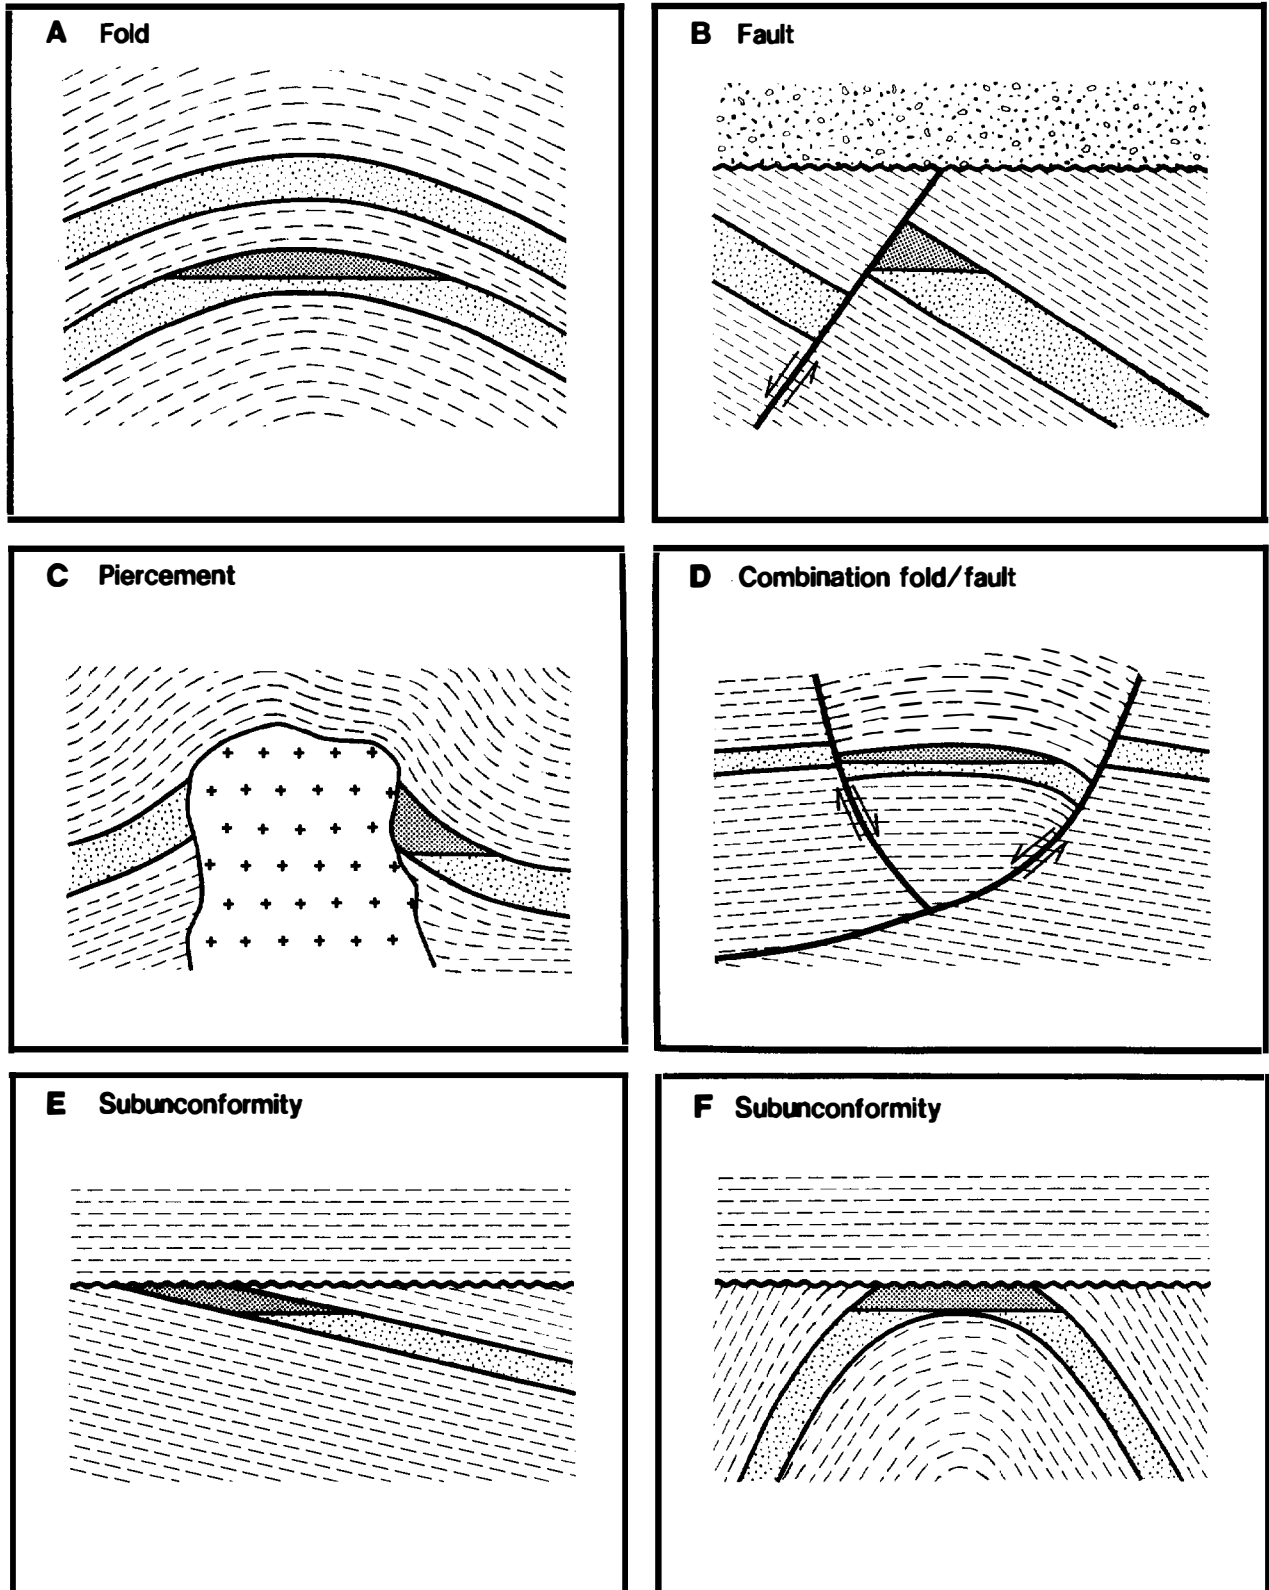 A Fold
B Fault
C Piercement
D Combination fold/fault
E Subunconformity
F Subunconformity